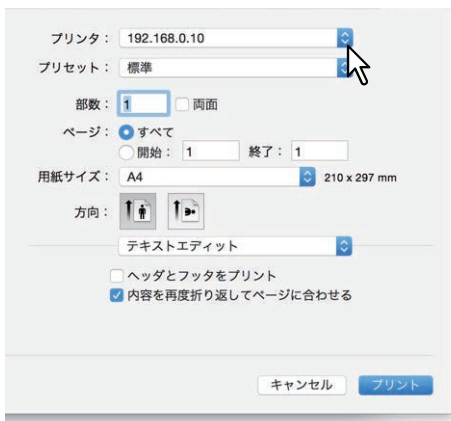 プリンタ： 192.168.0.10
プリセット： 標準
部数： 1 両面
ページ： すべて
開始： 1 終了： 1
用紙サイズ： A4 210 x 297 mm
方向：
テキストエディット
ヘッダとフッタをプリント
内容を再度折り返してページに合わせる
キャンセル プリント